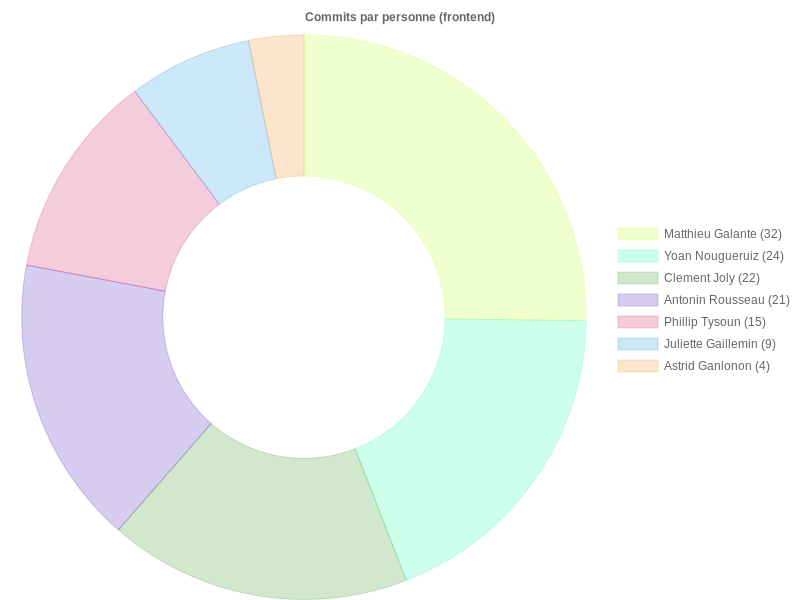 Commits par personne (frontend)
Matthieu Galante (32)
Yoan Nougueruiz (24)
Clement Joly (22)
Antonin Rousseau (21)
Phillip Tysoun (15)
Juliette Gaillemin (9)
Astrid Ganlonon (4)